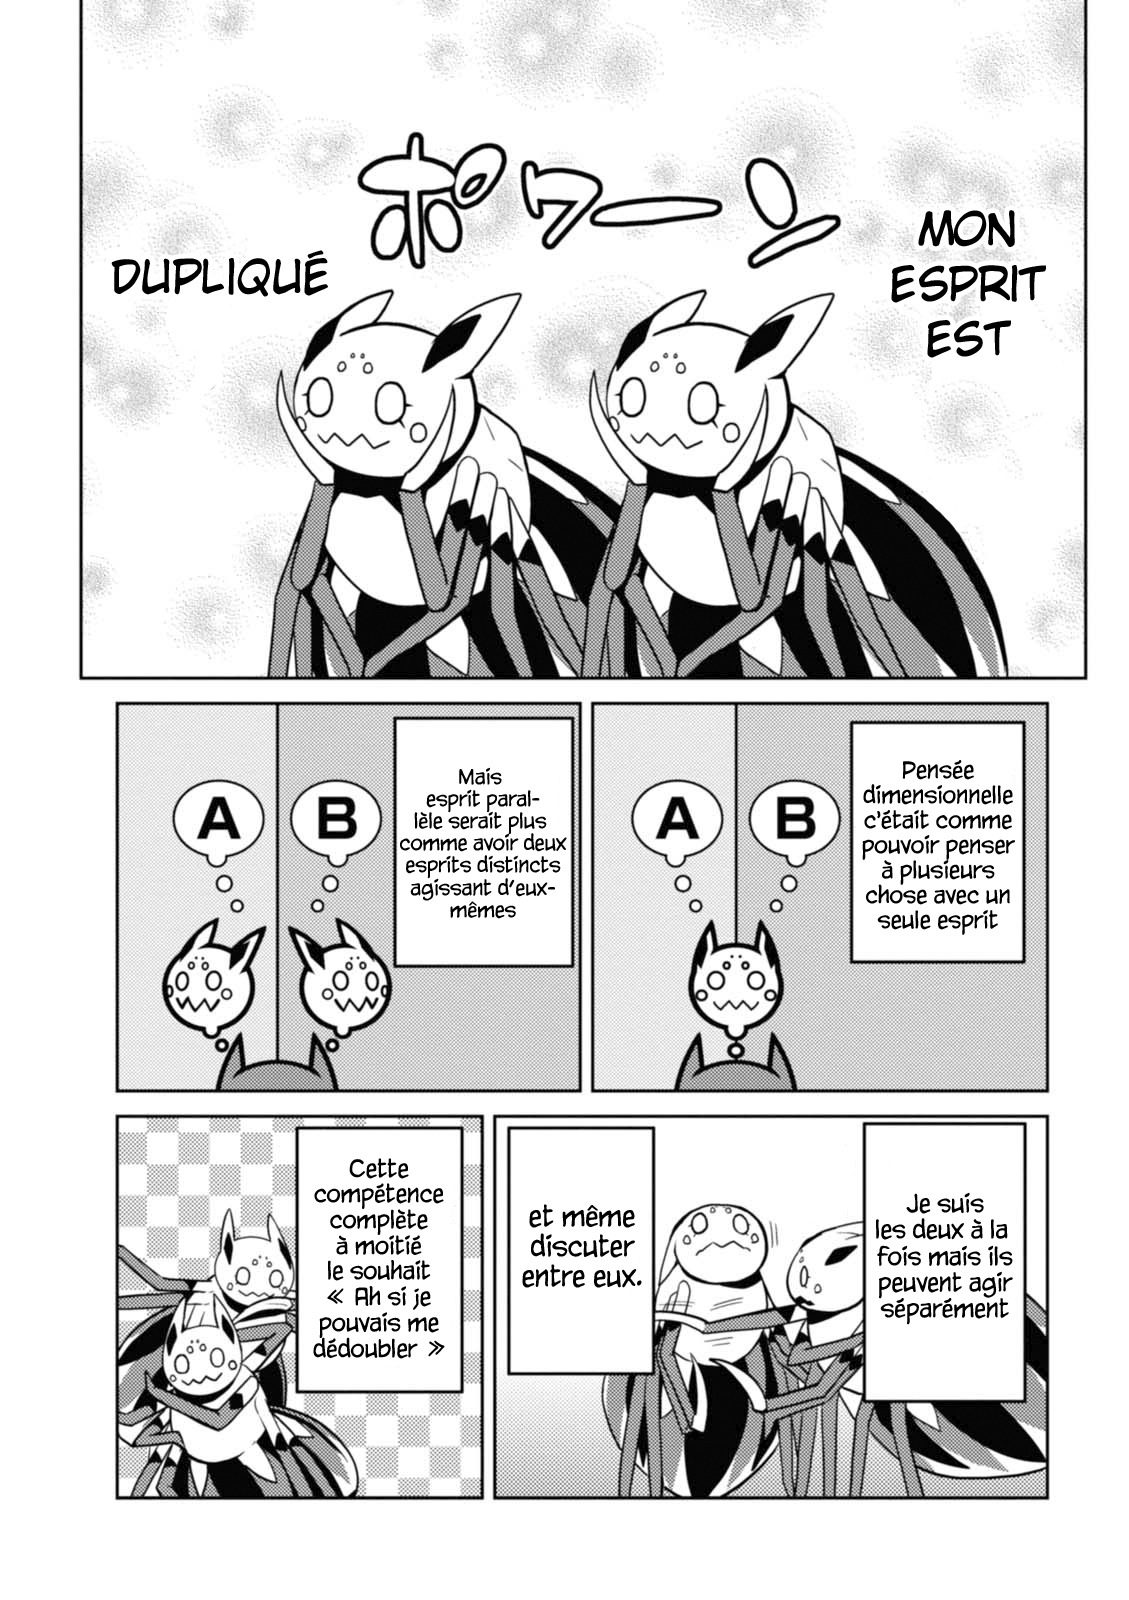 MON
ESPRIT
EST
ポワーン
DUPLIQUÉ
Pensée
dimensionnelle
c'était comme
pouvoir penser
à plusieurs
chose avec un
seule esprit
A
B
Mais
esprit paral-
lèle serait plus
comme avoir deux
esprits distincts
agissant d'eux-
mêmes
A
B
Je suis
les deux à la
fois mais ils
peuvent agir
séparément
et même
discuter
entre eux.
Cette
compétence
complète
à moitié
le souhait
« Ah si je
pouvais me
dédoubler »